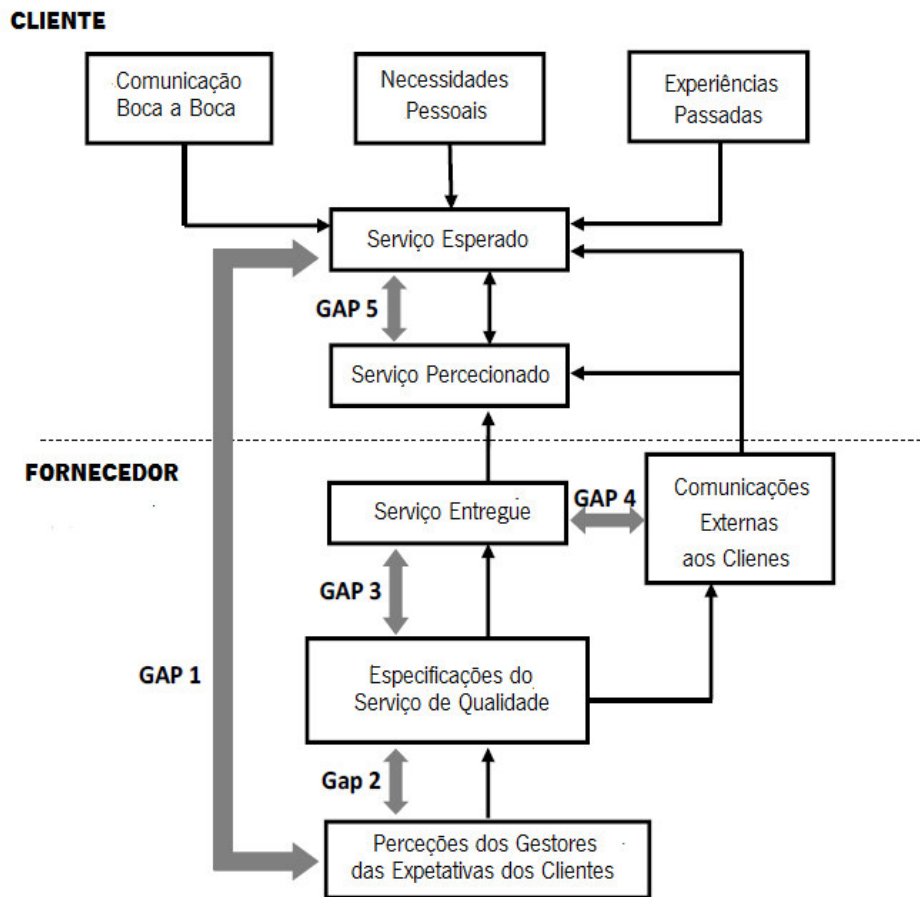 CLIENTE
Comunicação
Boca a Boca
Necessidades
Pessoais
Experiências
Passadas
Serviço Esperado
GAP 5
Serviço Percecionado
FORNECEDOR
Serviço Entregue
GAP 4
Comunicações
Externas
aos Clienes
GAP 3
GAP 1
Especificações do
Serviço de Qualidade
Gap 2
Perceções dos Gestores
das Expetativas dos Clientes